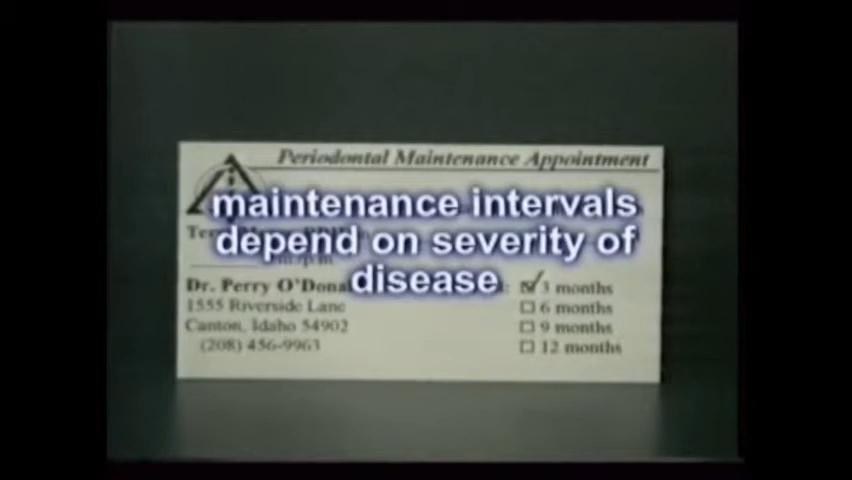 Periodontal Maintenance Appointment
maintenance intervals
depend on severity of
disease
Dr. Perry
3 months
1555 Riverside Lane
6 months
Canton, Idaho 54902
9 months
(208) 456-9963
12 months